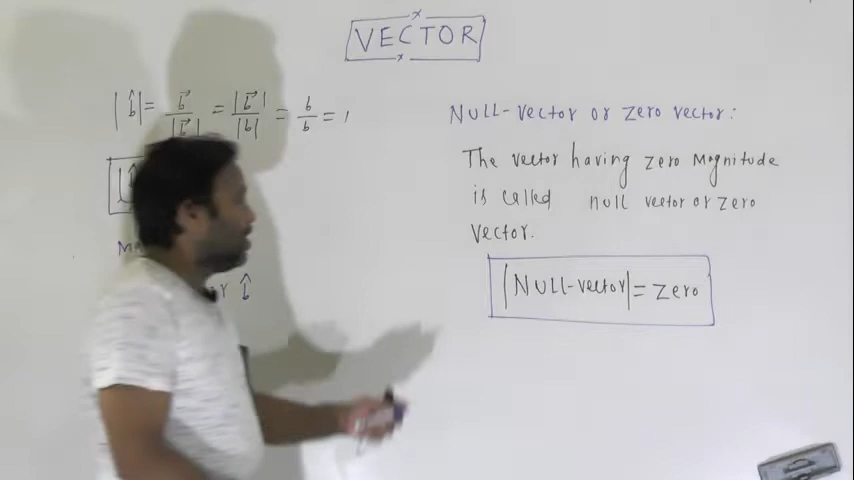 VECTOR
|b̂| = b⃗ / |b⃗| = |b⃗| / |b| = b/b = 1
NULL-vector or zero vector:
The vector having zero Magnitude
is called null vector or zero
vector.
|NULL-vector| = zero